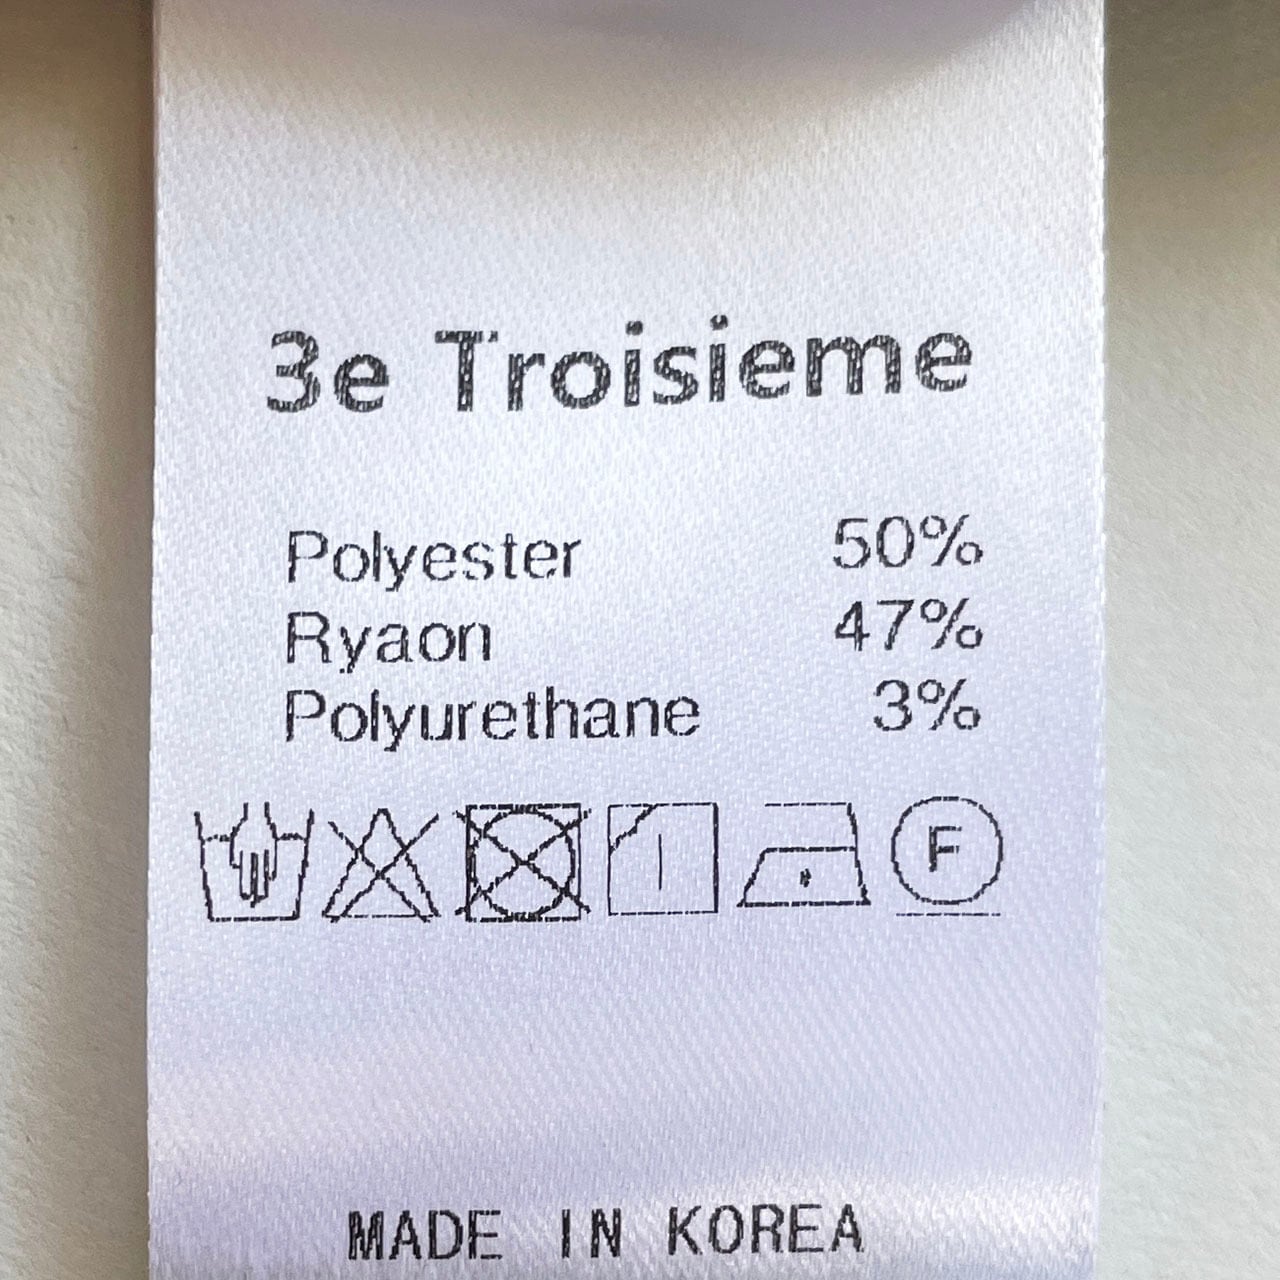 3e Troisieme
Polyester 50%
Ryaon 47%
Polyurethane 3%
F
MADE IN KOREA